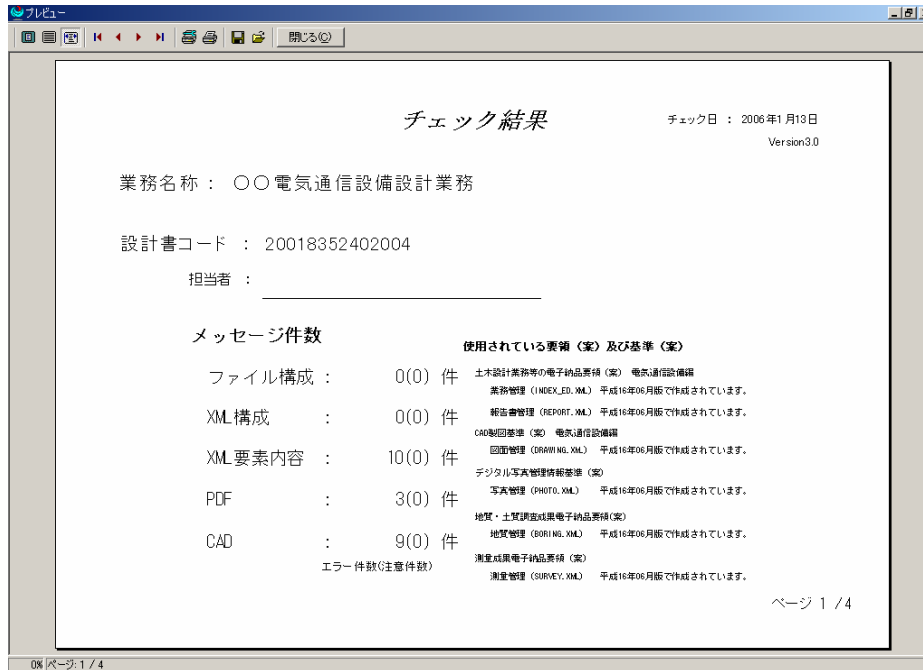 プレビュー
閉じる(C)
チェック結果
チェック日 : 2006年1月13日
Version3.0
業務名称 : 〇〇電気通信設備設計業務
設計書コード : 20018352402004
担当者 :
メッセージ件数
使用されている要領(案)及び基準(案)
ファイル構成 : 0(0) 件
XML構成 : 0(0) 件
XML要素内容 : 10(0) 件
PDF : 3(0) 件
CAD : 9(0) 件
エラー件数(注意件数)
土木設計業務等の電子納品要領(案) 電気通信設備編
業務管理(INDEX_ED.XML) 平成16年06月版で作成されています。
報告書管理(REPORT.XML) 平成16年06月版で作成されています。
CAD製図基準(案) 電気通信設備編
図面管理(DRAWING.XML) 平成16年06月版で作成されています。
デジタル写真管理情報基準(案)
写真管理(PHOTO.XML) 平成16年06月版で作成されています。
地質・土質調査成果電子納品要領(案)
地質管理(BORING.XML) 平成16年06月版で作成されています。
測量成果電子納品要領(案)
測量管理(SURVEY.XML) 平成16年06月版で作成されています。
ページ 1 /4
0% ページ: 1 / 4